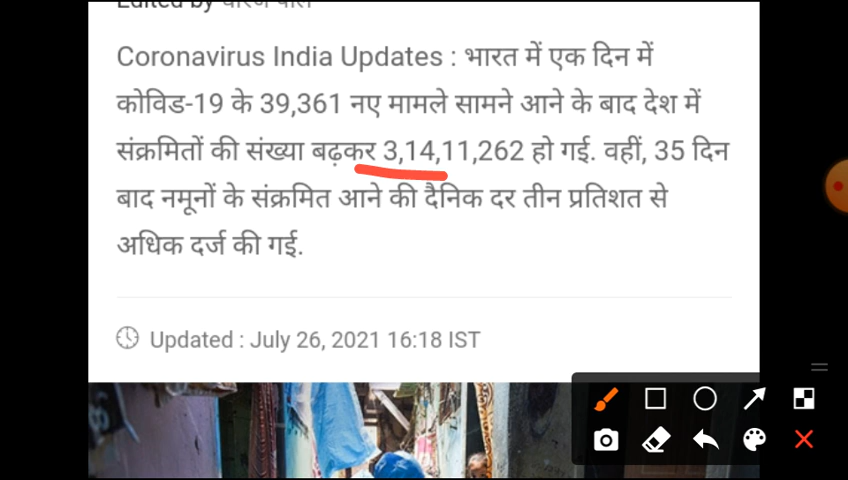 Edited by
Coronavirus India Updates : भारत में एक दिन में
कोविड-19 के 39,361 नए मामले सामने आने के बाद देश में
संक्रमितों की संख्या बढ़कर 3,14,11,262 हो गई. वहीं, 35 दिन
बाद नमूनों के संक्रमित आने की दैनिक दर तीन प्रतिशत से
अधिक दर्ज की गई.
Updated : July 26, 2021 16:18 IST